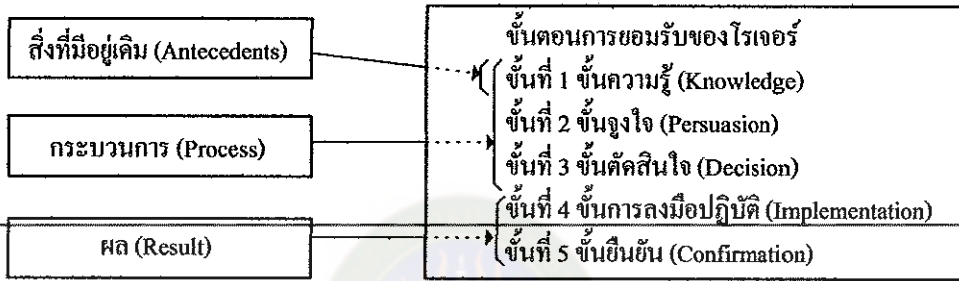 สิ่งที่มีอยู่เดิม (Antecedents)
กระบวนการ (Process)
ผล (Result)
ขั้นตอนการยอมรับของโรเจอร์
ขั้นที่ 1 ขั้นความรู้ (Knowledge)
ขั้นที่ 2 ขั้นจูงใจ (Persuasion)
ขั้นที่ 3 ขั้นตัดสินใจ (Decision)
ขั้นที่ 4 ขั้นการลงมือปฏิบัติ (Implementation)
ขั้นที่ 5 ขั้นยืนยัน (Confirmation)